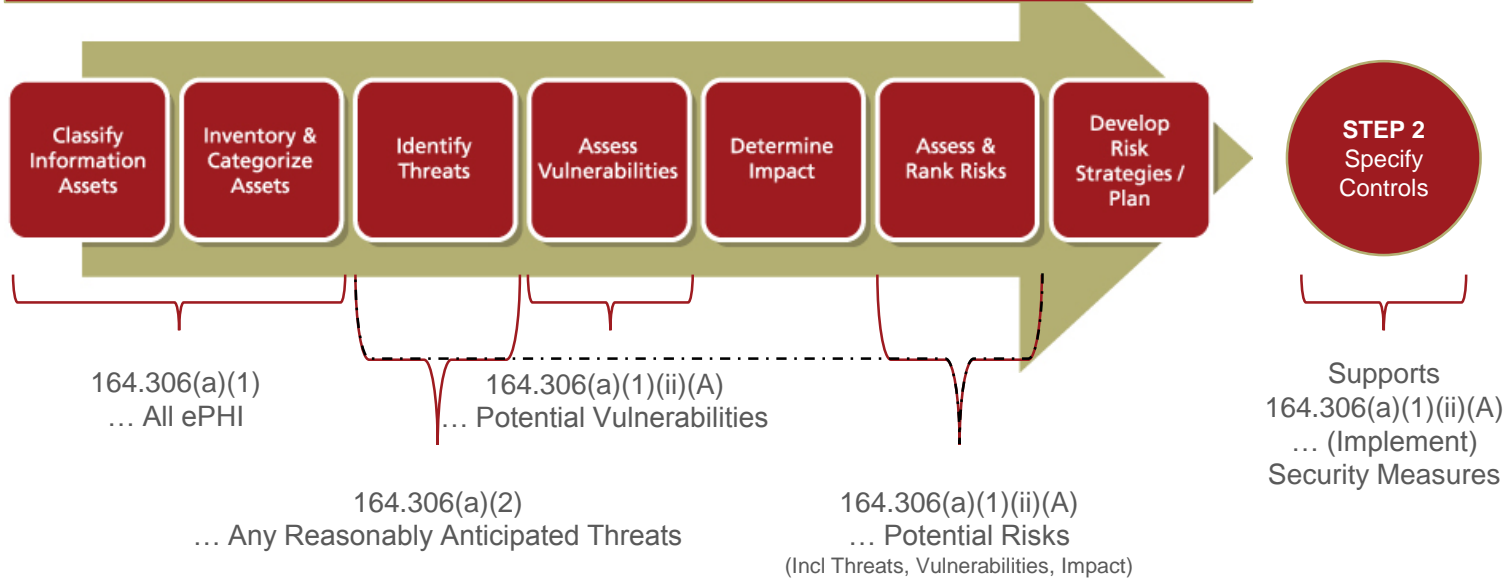 Classify
Information
Assets
Inventory &
Categorize
Assets
Identify
Threats
Assess
Vulnerabilities
Determine
Impact
Assess &
Rank Risks
Develop
Risk
Strategies /
Plan
STEP 2
Specify
Controls
164.306(a)(1)
… All ePHI
164.306(a)(1)(ii)(A)
… Potential Vulnerabilities
Supports
164.306(a)(1)(ii)(A)
… (Implement)
Security Measures
164.306(a)(2)
… Any Reasonably Anticipated Threats
164.306(a)(1)(ii)(A)
… Potential Risks
(Incl Threats, Vulnerabilities, Impact)